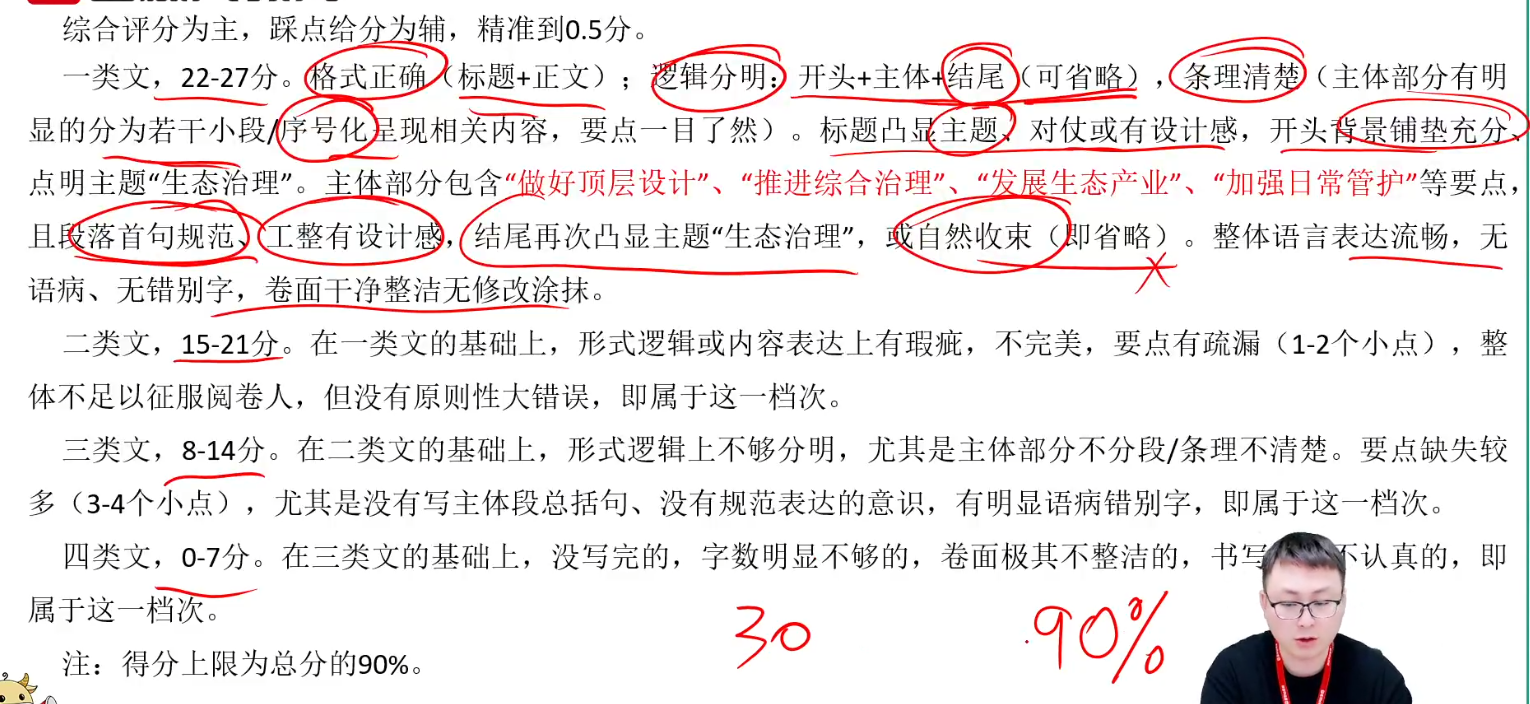 综合评分为主，踩点给分为辅，精准到0.5分。
一类文，22-27分。格式正确（标题+正文）；逻辑分明：开头+主体+结尾（可省略），条理清楚（主体部分有明
显的分为若干小段/序号化呈现相关内容，要点一目了然）。标题凸显主题、对仗或有设计感，开头背景铺垫充分、
点明主题“生态治理”。主体部分包含“做好顶层设计”、“推进综合治理”、“发展生态产业”、“加强日常管护”等要点，
且段落首句规范、工整有设计感，结尾再次凸显主题“生态治理”，或自然收束（即省略）。整体语言表达流畅，无
语病、无错别字，卷面干净整洁无修改涂抹。
二类文，15-21分。在一类文的基础上，形式逻辑或内容表达上有瑕疵，不完美，要点有疏漏（1-2个小点），整
体不足以征服阅卷人，但没有原则性大错误，即属于这一档次。
三类文，8-14分。在二类文的基础上，形式逻辑上不够分明，尤其是主体部分不分段/条理不清楚。要点缺失较
多（3-4个小点），尤其是没有写主体段总括句、没有规范表达的意识，有明显语病错别字，即属于这一档次。
四类文，0-7分。在三类文的基础上，没写完的，字数明显不够的，卷面极其不整洁的，书写 不认真的，即
属于这一档次。
30 90%
注：得分上限为总分的90%。